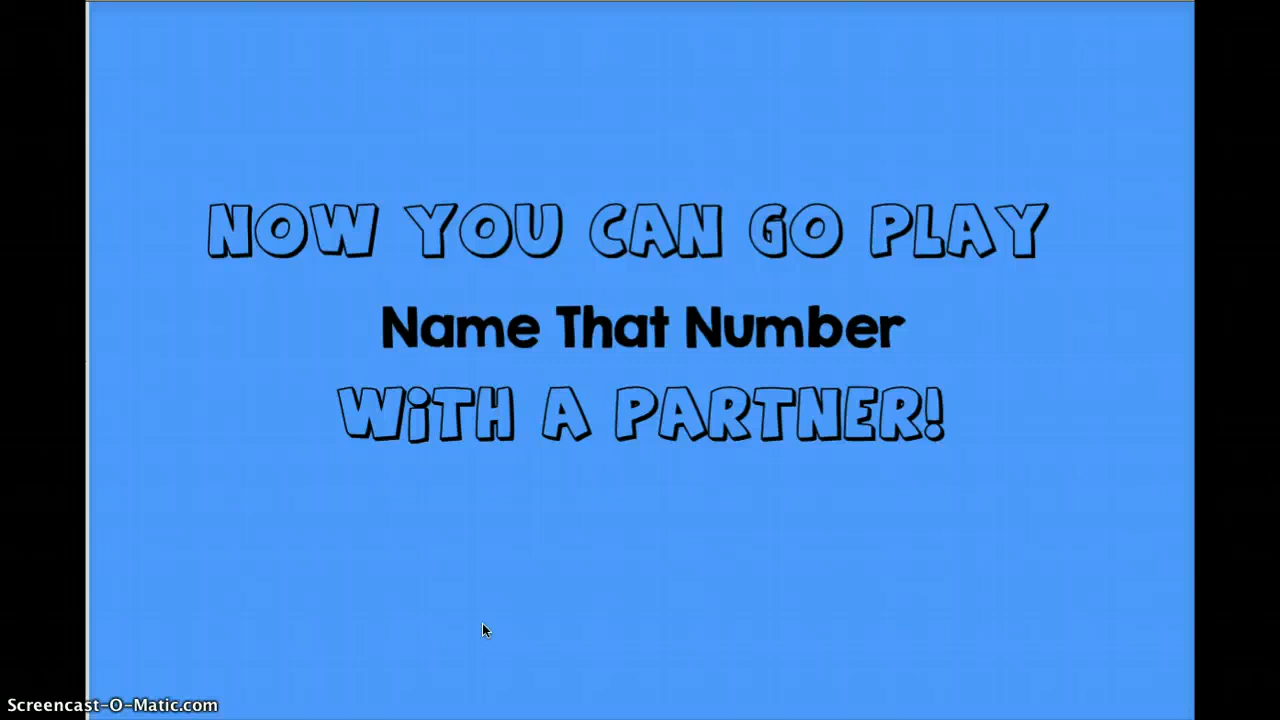 NOW YOU CAN GO PLAY
Name That Number
WiTH A PARTNER!
Screencast-O-Matic.com